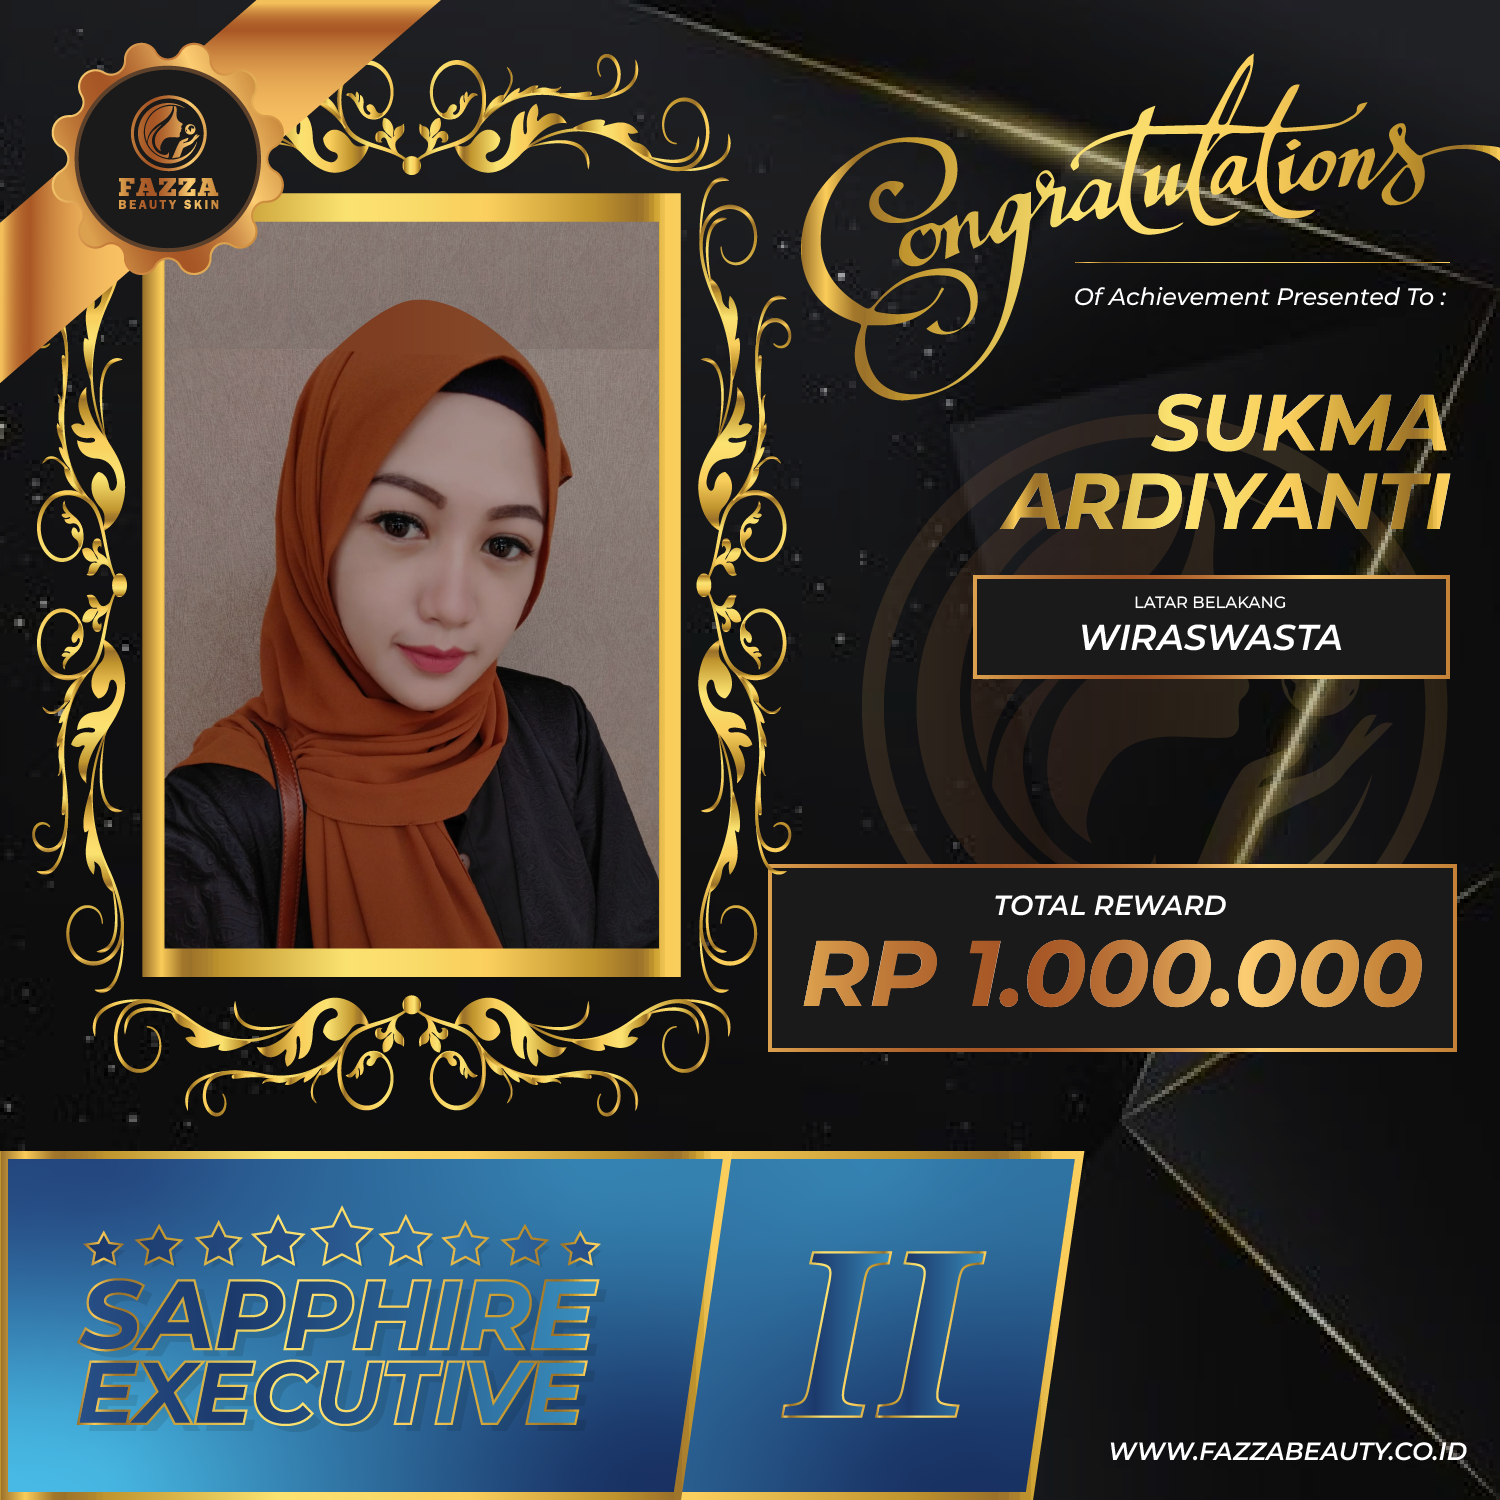 FAZZA
BEAUTY SKIN
Congratulations
Of Achievement Presented To :
SUKMA
ARDIYANTI
LATAR BELAKANG
WIRASWASTA
TOTAL REWARD
RP 1.000.000
SAPPHIRE
EXECUTIVE
II
WWW.FAZZABEAUTY.CO.ID